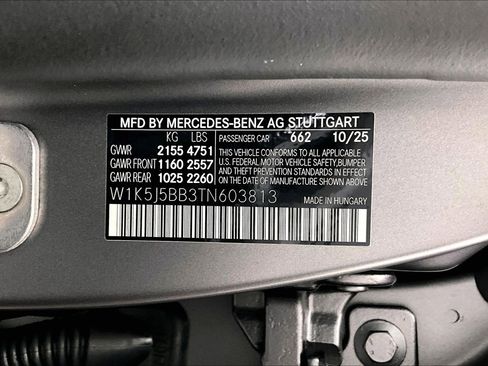 MFD BY MERCEDES-BENZ AG STUTTGART
KG LBS PASSENGER CAR 662 10/25
GVWR 2155 4751
GAWR FRONT 1160 2557
GAWR REAR 1025 2260
THIS VEHICLE CONFORMS TO ALL APPLICABLE
U.S. FEDERAL MOTOR VEHICLE SAFETY, BUMPER
AND THEFT PREVENTION STANDARDS IN EFFECT
ON THE DATE OF MANUFACTURE SHOWN ABOVE.
W1K5J5BB3TN603813
MADE IN HUNGARY